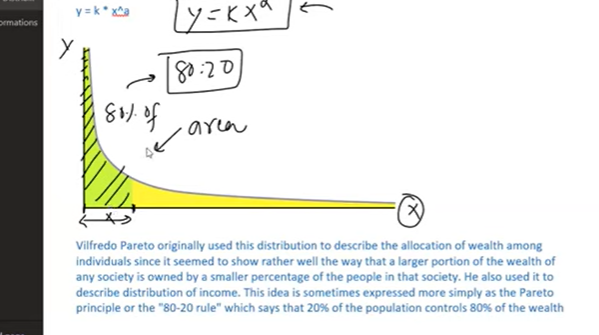 ormations
y = k * x^a
y = k x^a
y
80:20
80% of
area
x
x
Vilfredo Pareto originally used this distribution to describe the allocation of wealth among
individuals since it seemed to show rather well the way that a larger portion of the wealth of
any society is owned by a smaller percentage of the people in that society. He also used it to
describe distribution of income. This idea is sometimes expressed more simply as the Pareto
principle or the "80-20 rule" which says that 20% of the population controls 80% of the wealth